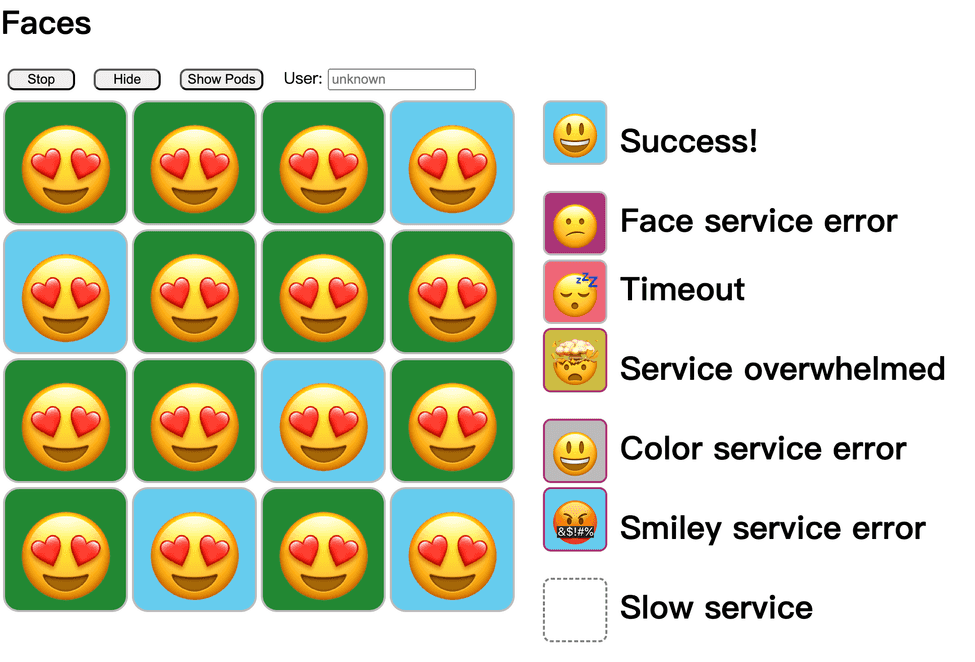 Faces
Stop Hide Show Pods User: unknown
Success!
Face service error
zzZ
Timeout
Service overwhelmed
Color service error
&$!#%
Smiley service error
Slow service